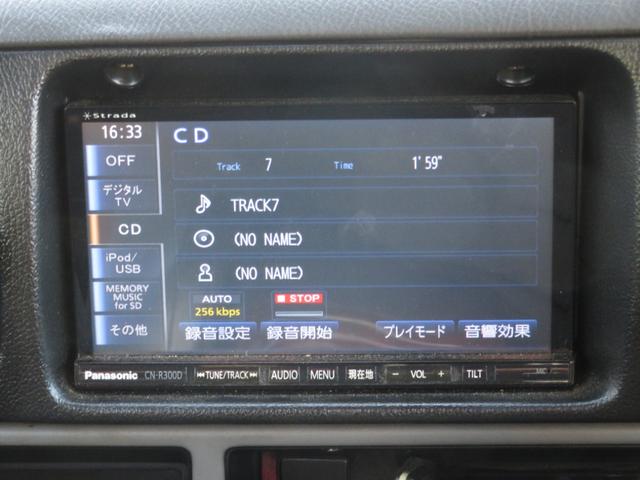 Strada
16:33
OFF
デジタル
TV
CD
iPod/
USB
MEMORY
MUSIC
for SD
その他
CD
Track 7 Time 1'59"
TRACK7
(NO NAME)
(NO NAME)
AUTO
256 kbps
STOP
録音設定 録音開始 プレイモード 音響効果
Panasonic CN-R300D TUNE/TRACK AUDIO MENU 現在地 − VOL + TILT MIC